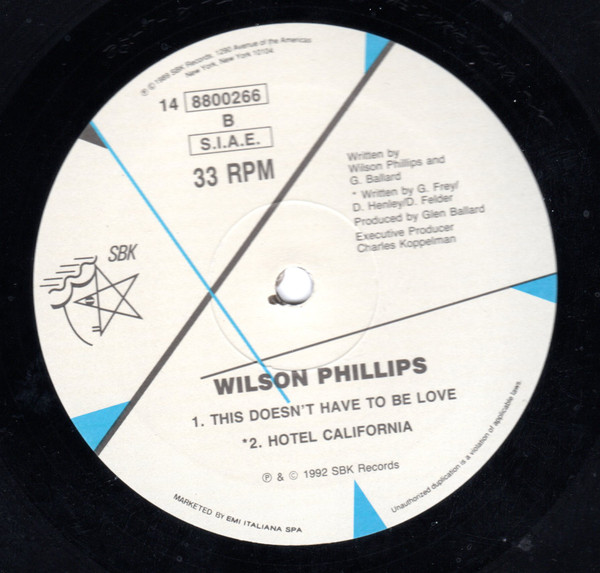 ℗ © 1989 SBK Records, 1290 Avenue of the Americas
New York, New York 10104
14 8800266
B
S.I.A.E.
33 RPM
Written by
Wilson Phillips and
G. Ballard
* Written by G. Frey/
D. Henley/D. Felder
Produced by Glen Ballard
Executive Producer
Charles Koppelman
SBK
WILSON PHILLIPS
1. THIS DOESN'T HAVE TO BE LOVE
*2. HOTEL CALIFORNIA
℗ & © 1992 SBK Records
MARKETED BY EMI ITALIANA SPA
Unauthorized duplication is a violation of applicable laws.